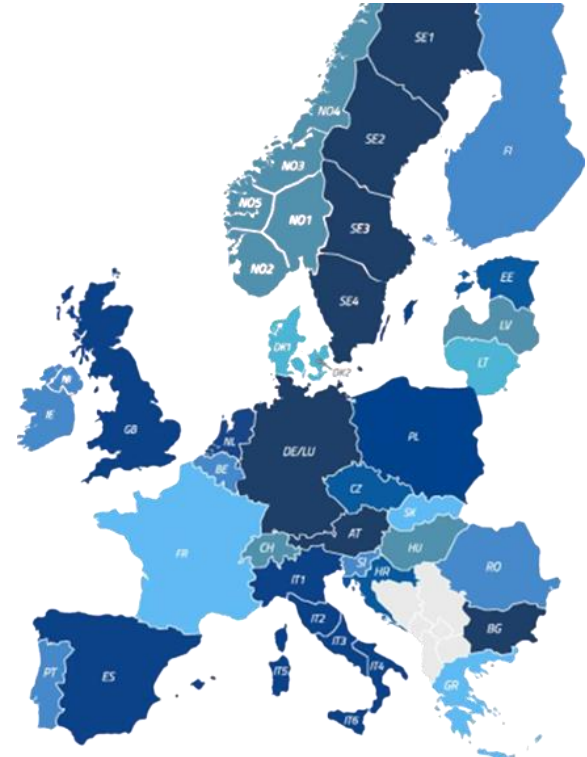 SE1
NO4
SE2
FI
NO3
NO5
NO1
SE3
NO2
EE
SE4
LV
DK1
LT
DK2
NI
IE
GB
NL
PL
DE/LU
BE
CZ
SK
AT
FR
CH
HU
SI
HR
RO
IT1
IT2
BG
IT3
PT
ES
IT5
IT4
GR
IT6